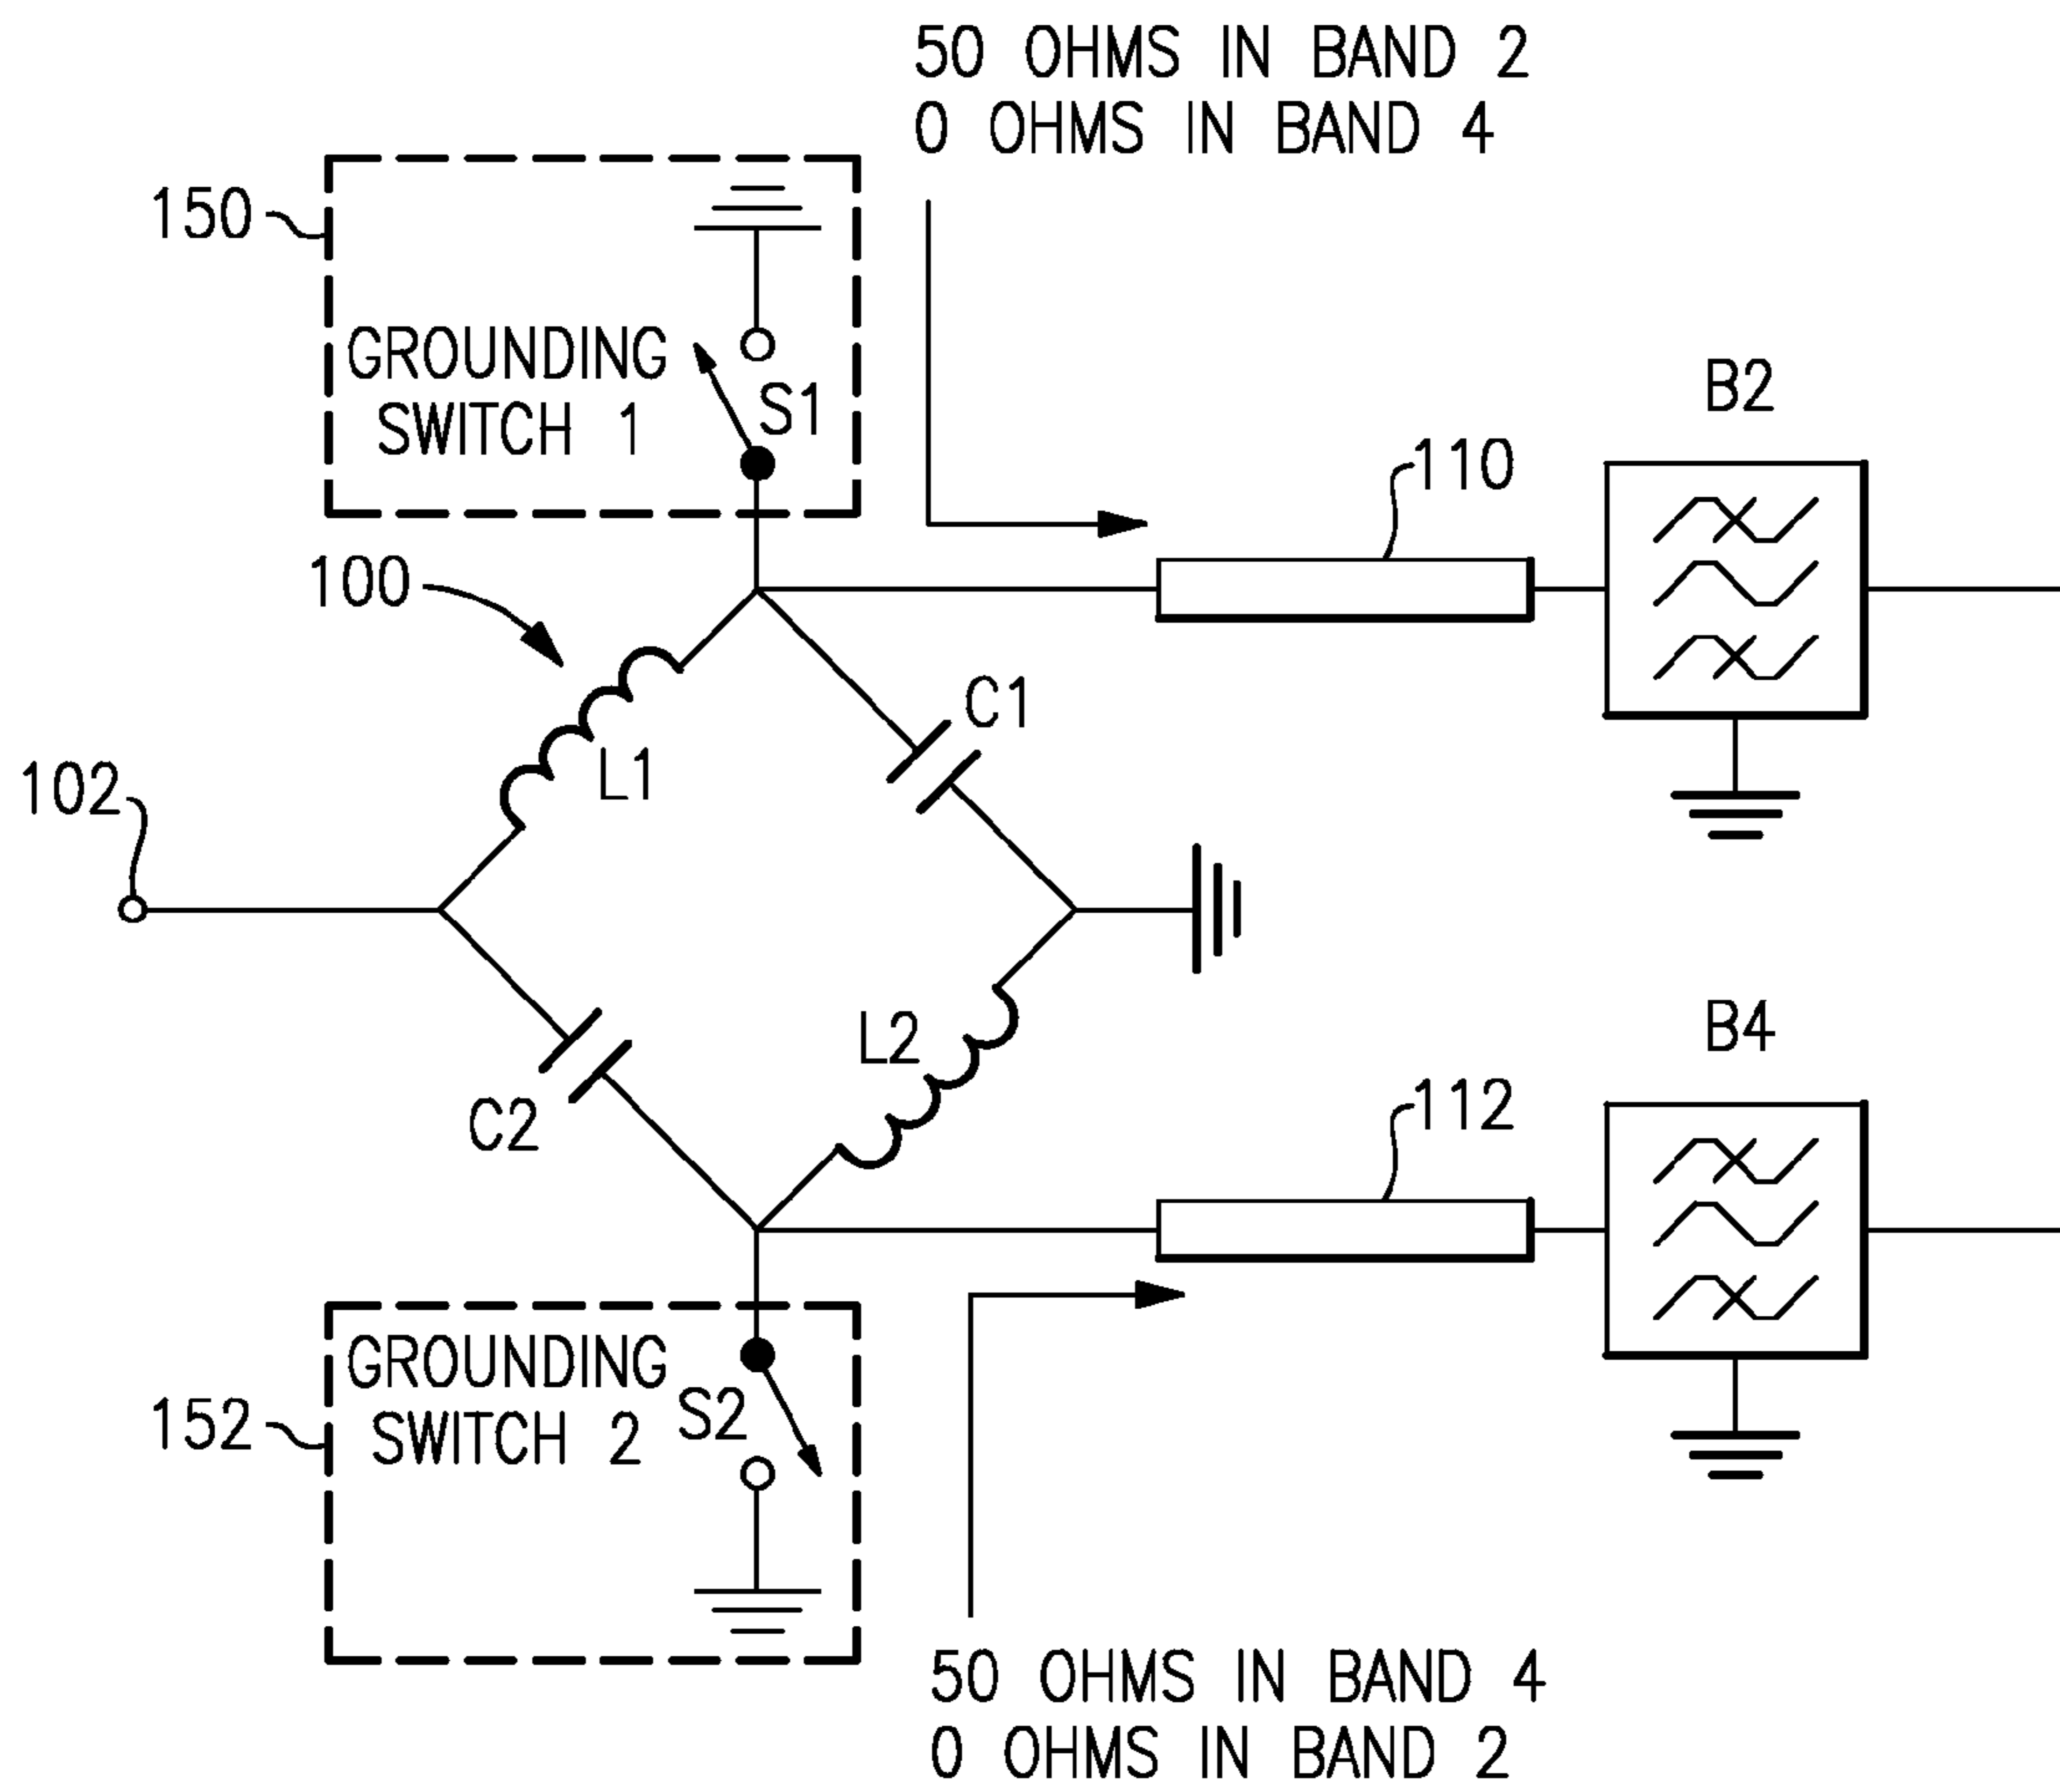 50 OHMS IN BAND 2
0 OHMS IN BAND 4
150
GROUNDING
SWITCH 1
S1
B2
110
100
C1
L1
102
L2
B4
C2
112
GROUNDING
SWITCH 2
S2
152
50 OHMS IN BAND 4
0 OHMS IN BAND 2